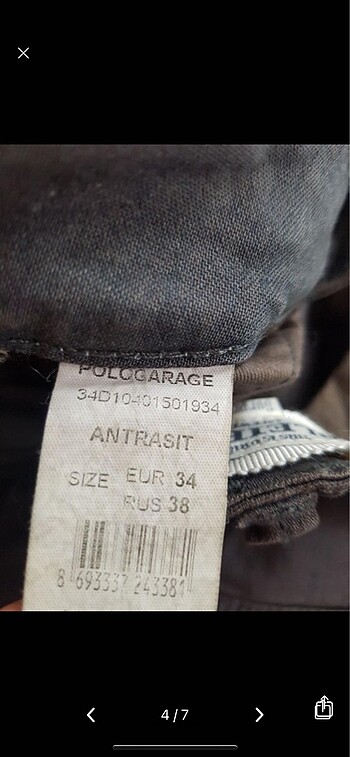 POLOGARAGE
34D10401501934
ANTRASIT
SIZE EUR 34
RUS 38
8 693337 243381
4/7